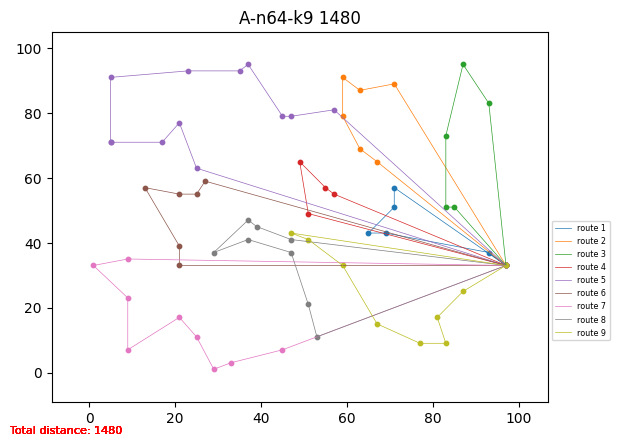 A-n64-k9 1480
100
80
60
40
20
0
0 20 40 60 80 100
route 1
route 2
route 3
route 4
route 5
route 6
route 7
route 8
route 9
Total distance: 1480